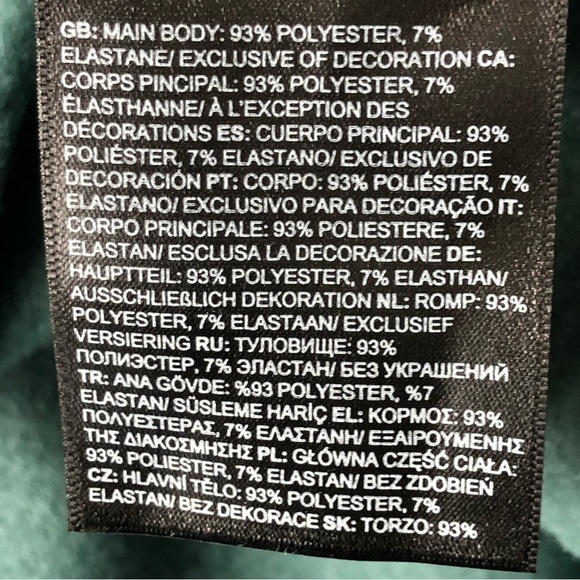 GB: MAIN BODY: 93% POLYESTER, 7%
ELASTANE/ EXCLUSIVE OF DECORATION CA:
CORPS PINCIPAL: 93% POLYESTER, 7%
ÉLASTHANNE/ À L'EXCEPTION DES
DÉCORATIONS ES: CUERPO PRINCIPAL: 93%
POLIÉSTER, 7% ELASTANO/ EXCLUSIVO DE
DECORACIÓN PT: CORPO: 93% POLIÉSTER, 7%
ELASTANO/ EXCLUSIVO PARA DECORAÇÃO IT:
CORPO PRINCIPALE: 93% POLIESTERE, 7%
ELASTAN/ ESCLUSA LA DECORAZIONE DE:
HAUPTTEIL: 93% POLYESTER, 7% ELASTHAN/
AUSSCHLIEßLICH DEKORATION NL: ROMP: 93%
POLYESTER, 7% ELASTAAN/ EXCLUSIEF
VERSIERING RU: ТУЛОВИЩЕ: 93%
ПОЛИЭСТЕР, 7% ЭЛАСТАН/ БЕЗ УКРАШЕНИЙ
TR: ANA GÖVDE: %93 POLYESTER, %7
ELASTAN/ SÜSLEME HARİÇ EL: ΚΟΡΜΟΣ: 93%
ΠΟΛΥΕΣΤΕΡΑΣ, 7% ΕΛΑΣΤΑΝΗ/ ΕΞΑΙΡΟΥΜΕΝΗΣ
ΤΗΣ ΔΙΑΚΟΣΜΗΣΗΣ PL: GŁÓWNA CZĘŚĆ CIAŁA:
93% POLIESTER, 7% ELASTAN/ BEZ ZDOBIEŃ
CZ: HLAVNÍ TĚLO: 93% POLYESTER, 7%
ELASTAN/ BEZ DEKORACE SK: TORZO: 93%